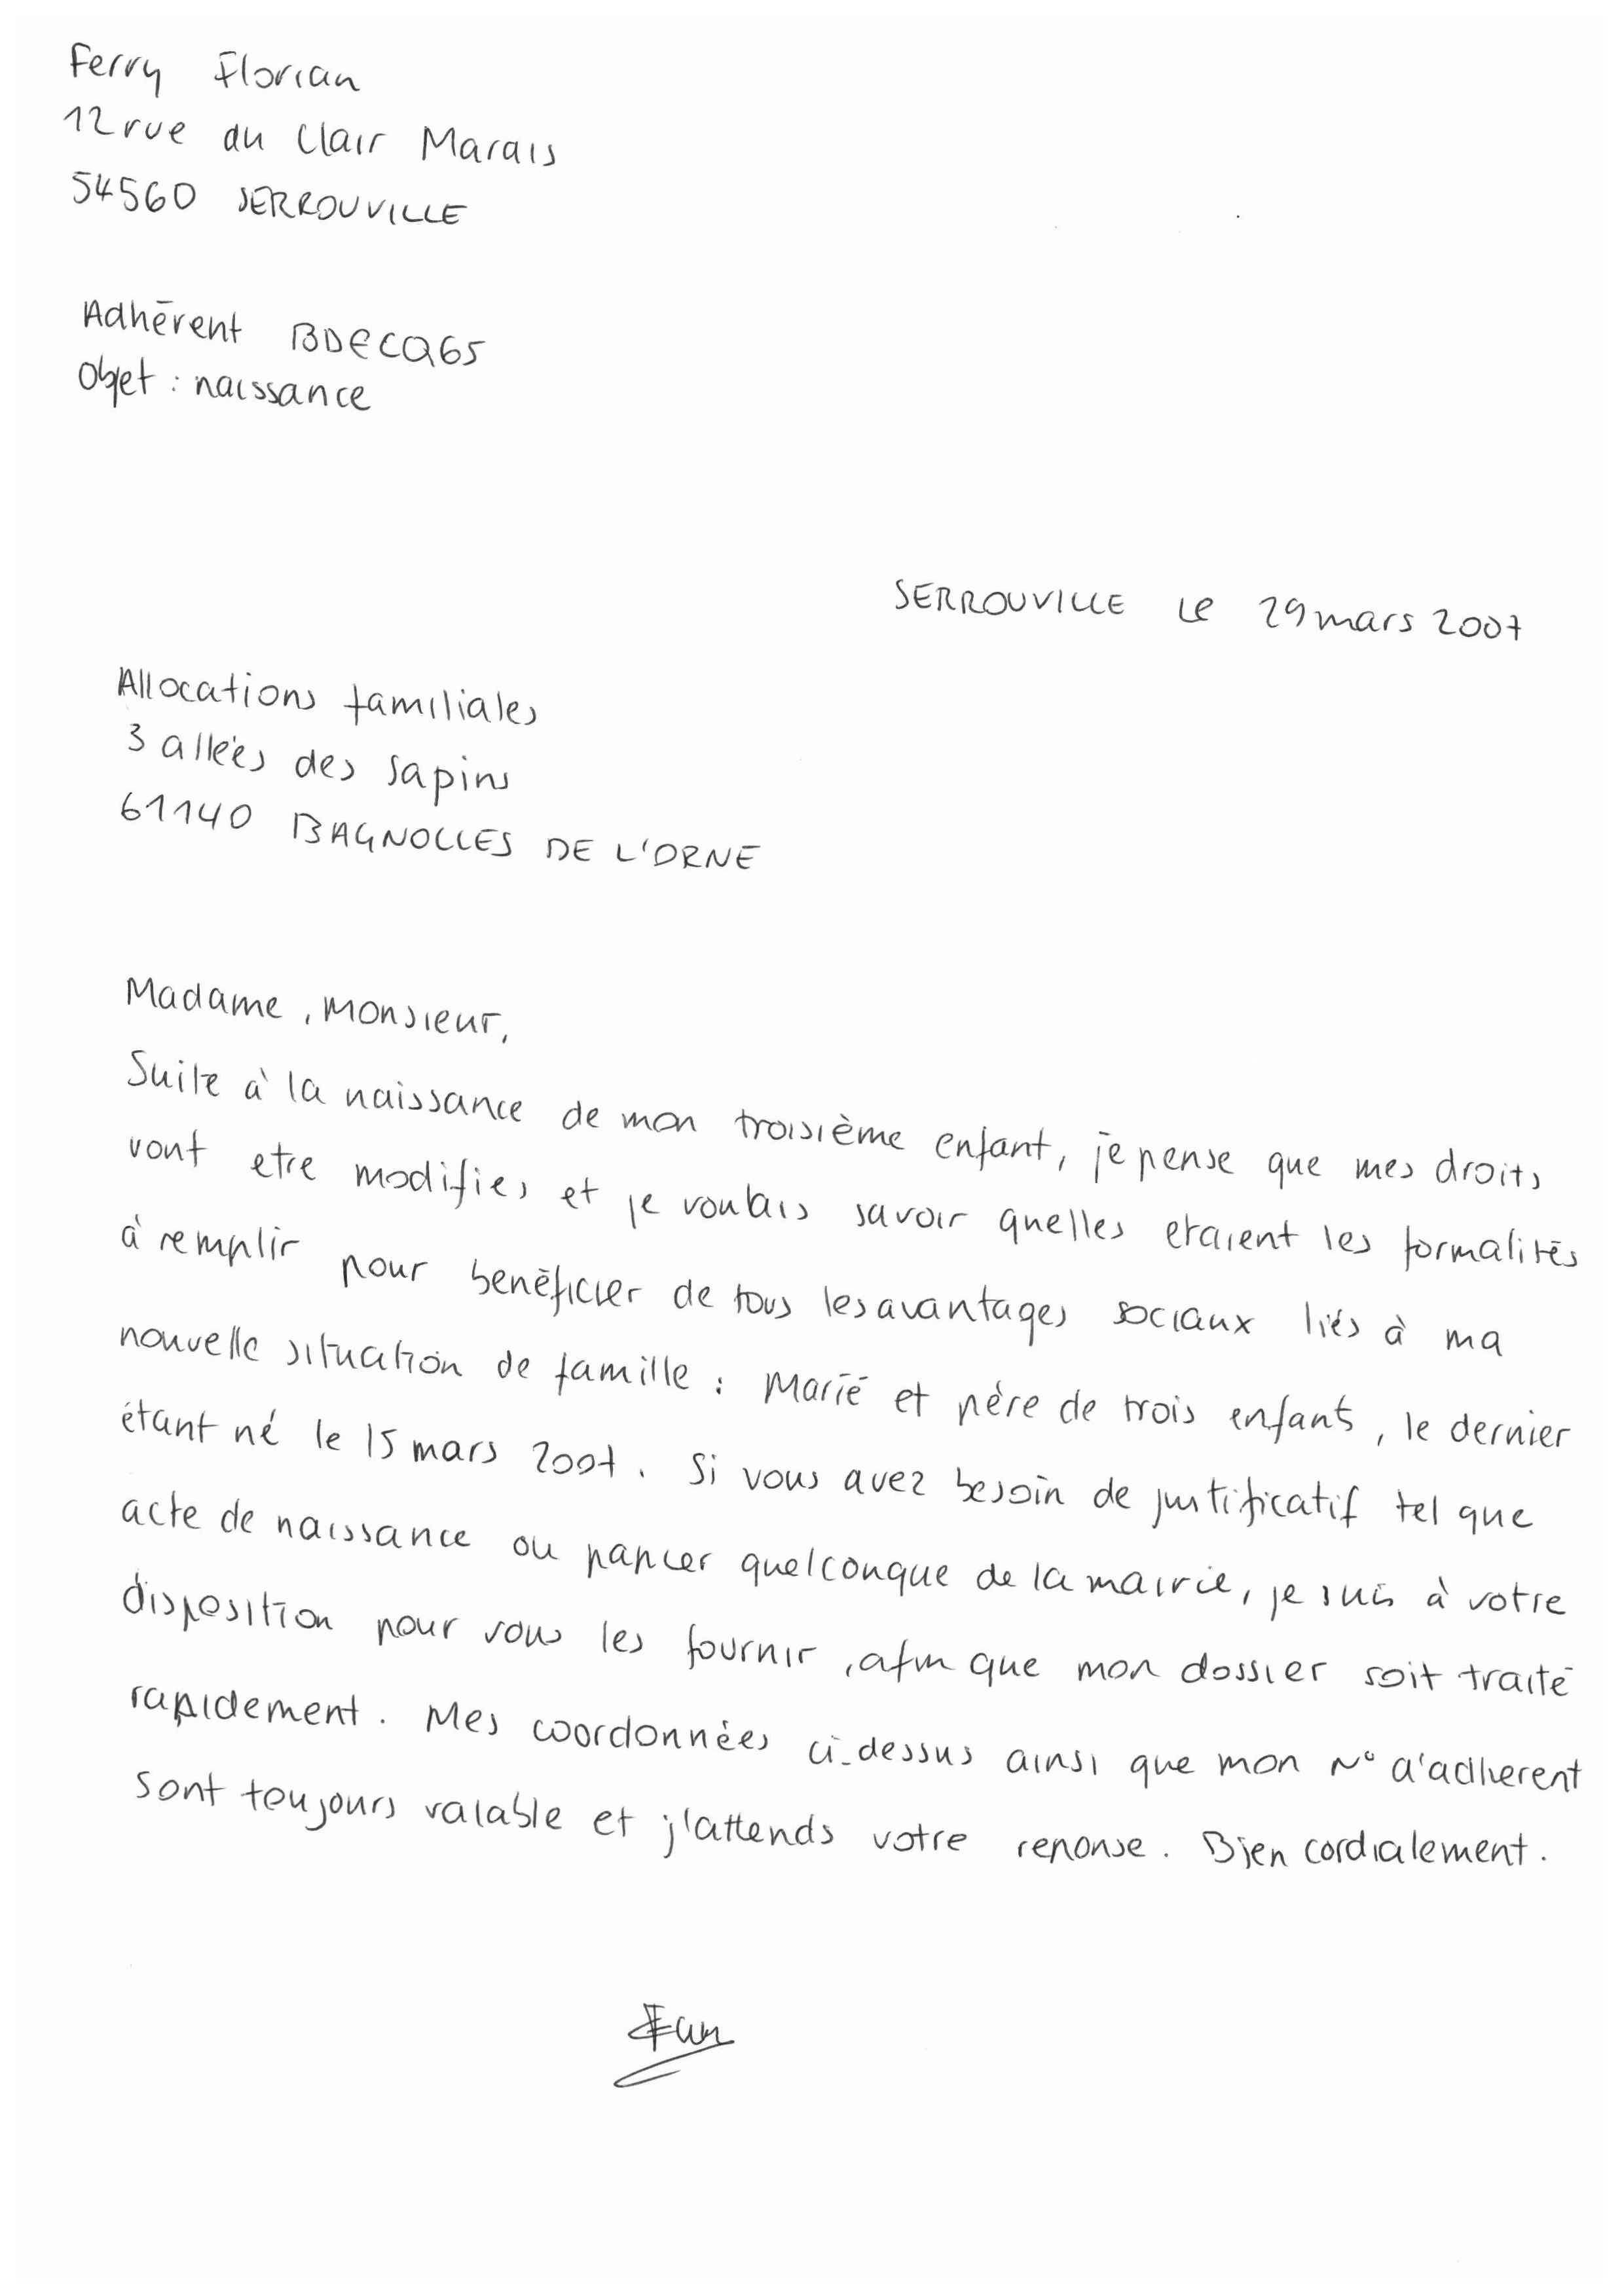 Ferry Florian
12 rue du Clair Marais
54560 SERROUVILLE
Adhérent BDECQ65
Objet : naissance
SERROUVILLE Le 29 mars 2007
Allocations familiales
3 allées des sapins
61140 BAGNOLLES DE L'ORNE
Madame, Monsieur,
Suite à la naissance de mon troisième enfant, je pense que mes droits
vont etre modifies et je voulais savoir quelles etaient les formalités
à remplir pour benéficier de tous les avantages sociaux liés à ma
nouvelle situation de famille : Marié et père de trois enfants, le dernier
étant né le 15 mars 2007. Si vous avez besoin de justificatif tel que
acte de naissance ou papier quelconque de la mairie, je suis à votre
disposition pour vous les fournir, afin que mon dossier soit traité
rapidement. Mes coordonnées ci-dessus ainsi que mon N° d'adherent
sont toujours valable et j'attends votre reponse. Bien cordialement.